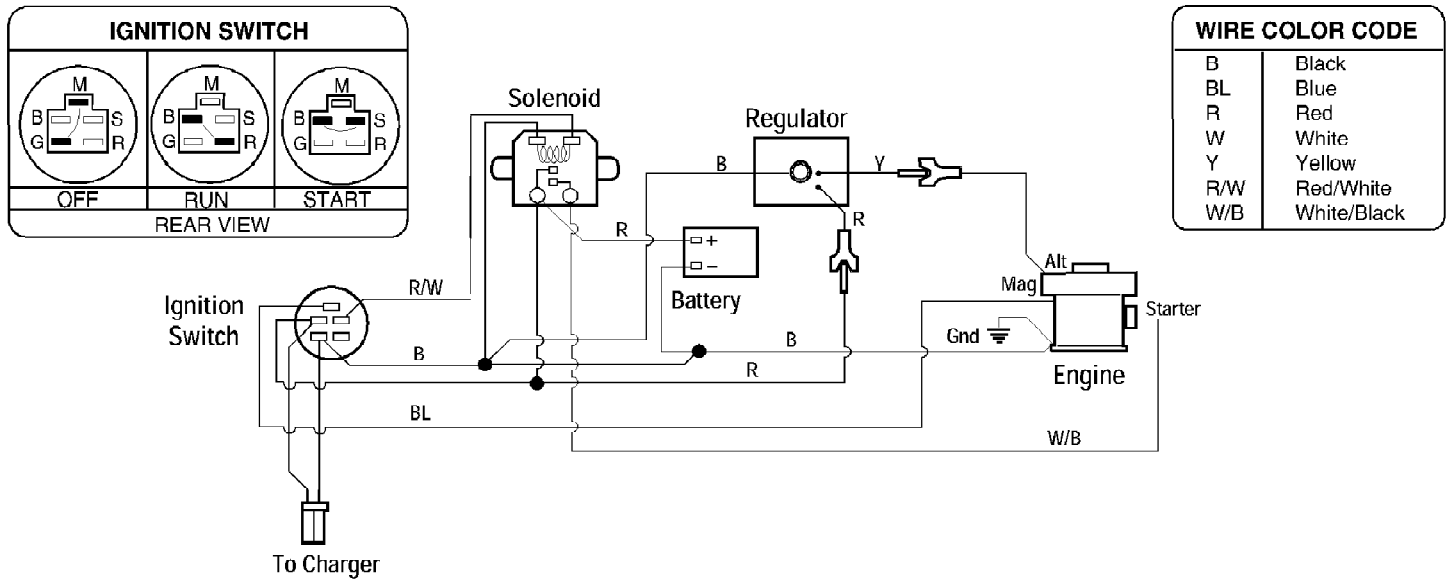 IGNITION SWITCH
M
B
S
G
R
M
B
S
G
R
M
B
S
G
R
OFF
RUN
START
REAR VIEW
WIRE COLOR CODE
B Black
BL Blue
R Red
W White
Y Yellow
R/W Red/White
W/B White/Black
Solenoid
Regulator
B
Y
R
R
+
−
Battery
R/W
Ignition
Switch
Alt
Mag
Starter
Gnd
Engine
B
B
R
BL
W/B
To Charger